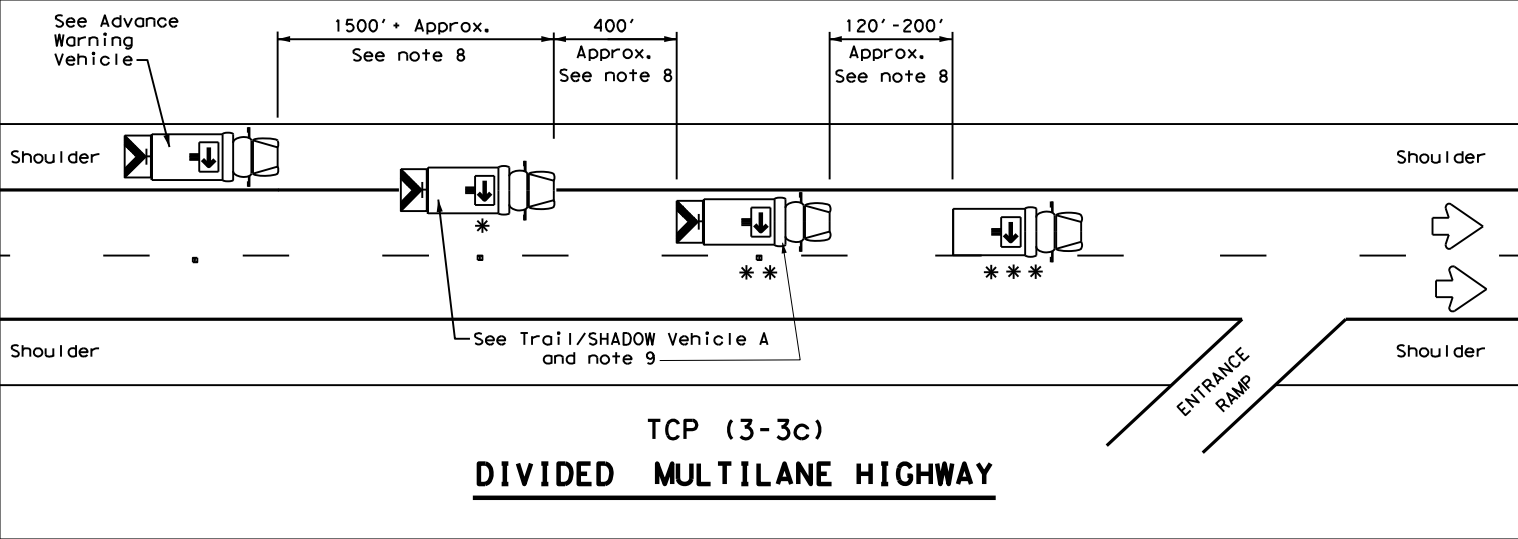 See Advance
Warning
Vehicle
1500'+ Approx.
See note 8
400'
Approx.
See note 8
120'-200'
Approx.
See note 8
Shoulder
Shoulder
*
* *
* * *
See Trail/SHADOW Vehicle A
and note 9
Shoulder
Shoulder
ENTRANCE
RAMP
TCP (3-3c)
DIVIDED MULTILANE HIGHWAY